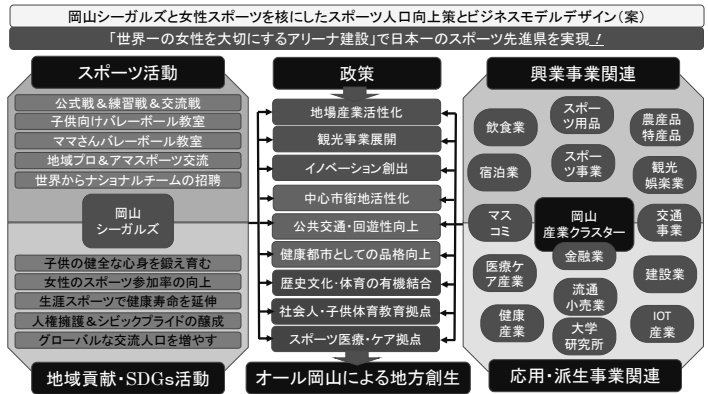 岡山シーガルズと女性スポーツを核にしたスポーツ人口向上策とビジネスモデルデザイン(案)
「世界一の女性を大切にするアリーナ建設」で日本一のスポーツ先進県を実現!
スポーツ活動
公式戦&練習戦&交流戦
子供向けバレーボール教室
ママさんバレーボール教室
地域プロ&アマスポーツ交流
世界からナショナルチームの招聘
岡山
シーガルズ
子供の健全な心身を鍛え育む
女性のスポーツ参加率の向上
生涯スポーツで健康寿命を延伸
人権擁護&シビックプライドの醸成
グローバルな交流人口を増やす
地域貢献・SDGs活動
政策
地場産業活性化
観光事業展開
イノベーション創出
中心市街地活性化
公共交通・回遊性向上
健康都市としての品格向上
歴史文化・体育の有機結合
社会人・子供体育教育拠点
スポーツ医療・ケア拠点
オール岡山による地方創生
興業事業関連
飲食業
スポー
ツ用品
農産品
特産品
宿泊業
スポー
ツ事業
観光
娯楽業
マス
コミ
岡山
産業クラスター
交通
事業
医療ケ
ア産業
金融業
建設業
流通
小売業
健康
産業
大学
研究所
IOT
産業
応用・派生事業関連